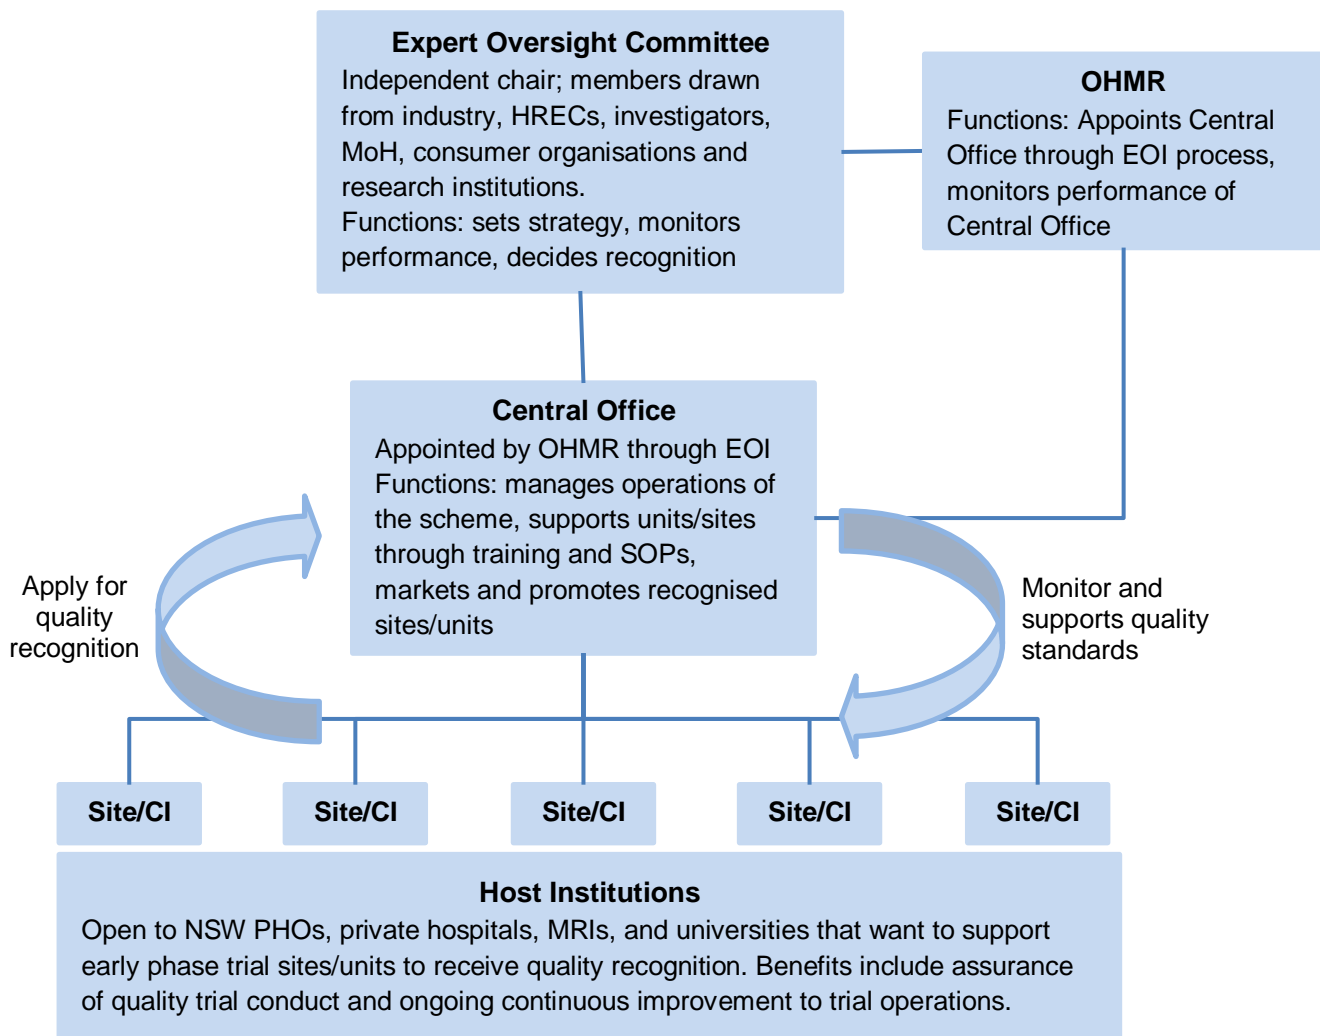 Expert Oversight Committee
Independent chair; members drawn
from industry, HRECs, investigators,
MoH, consumer organisations and
research institutions.
Functions: sets strategy, monitors
performance, decides recognition
OHMR
Functions: Appoints Central
Office through EOI process,
monitors performance of
Central Office
Central Office
Appointed by OHMR through EOI
Functions: manages operations of
the scheme, supports units/sites
through training and SOPs,
markets and promotes recognised
sites/units
Apply for
quality
recognition
Monitor and
supports quality
standards
Site/CI
Site/CI
Site/CI
Site/CI
Site/CI
Host Institutions
Open to NSW PHOs, private hospitals, MRIs, and universities that want to support
early phase trial sites/units to receive quality recognition. Benefits include assurance
of quality trial conduct and ongoing continuous improvement to trial operations.